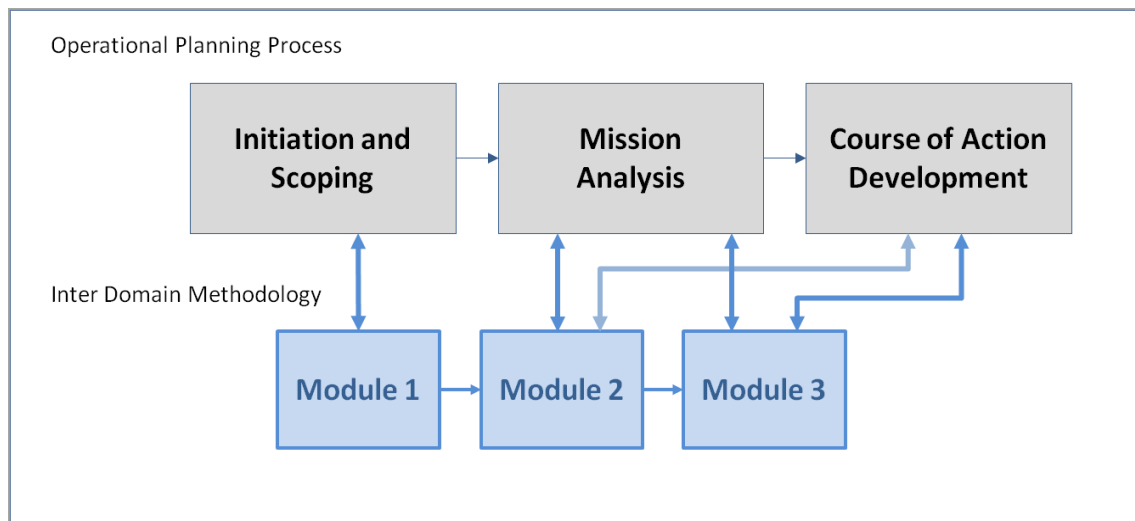 Operational Planning Process
Initiation and
Scoping
Mission
Analysis
Course of Action
Development
Inter Domain Methodology
Module 1
Module 2
Module 3